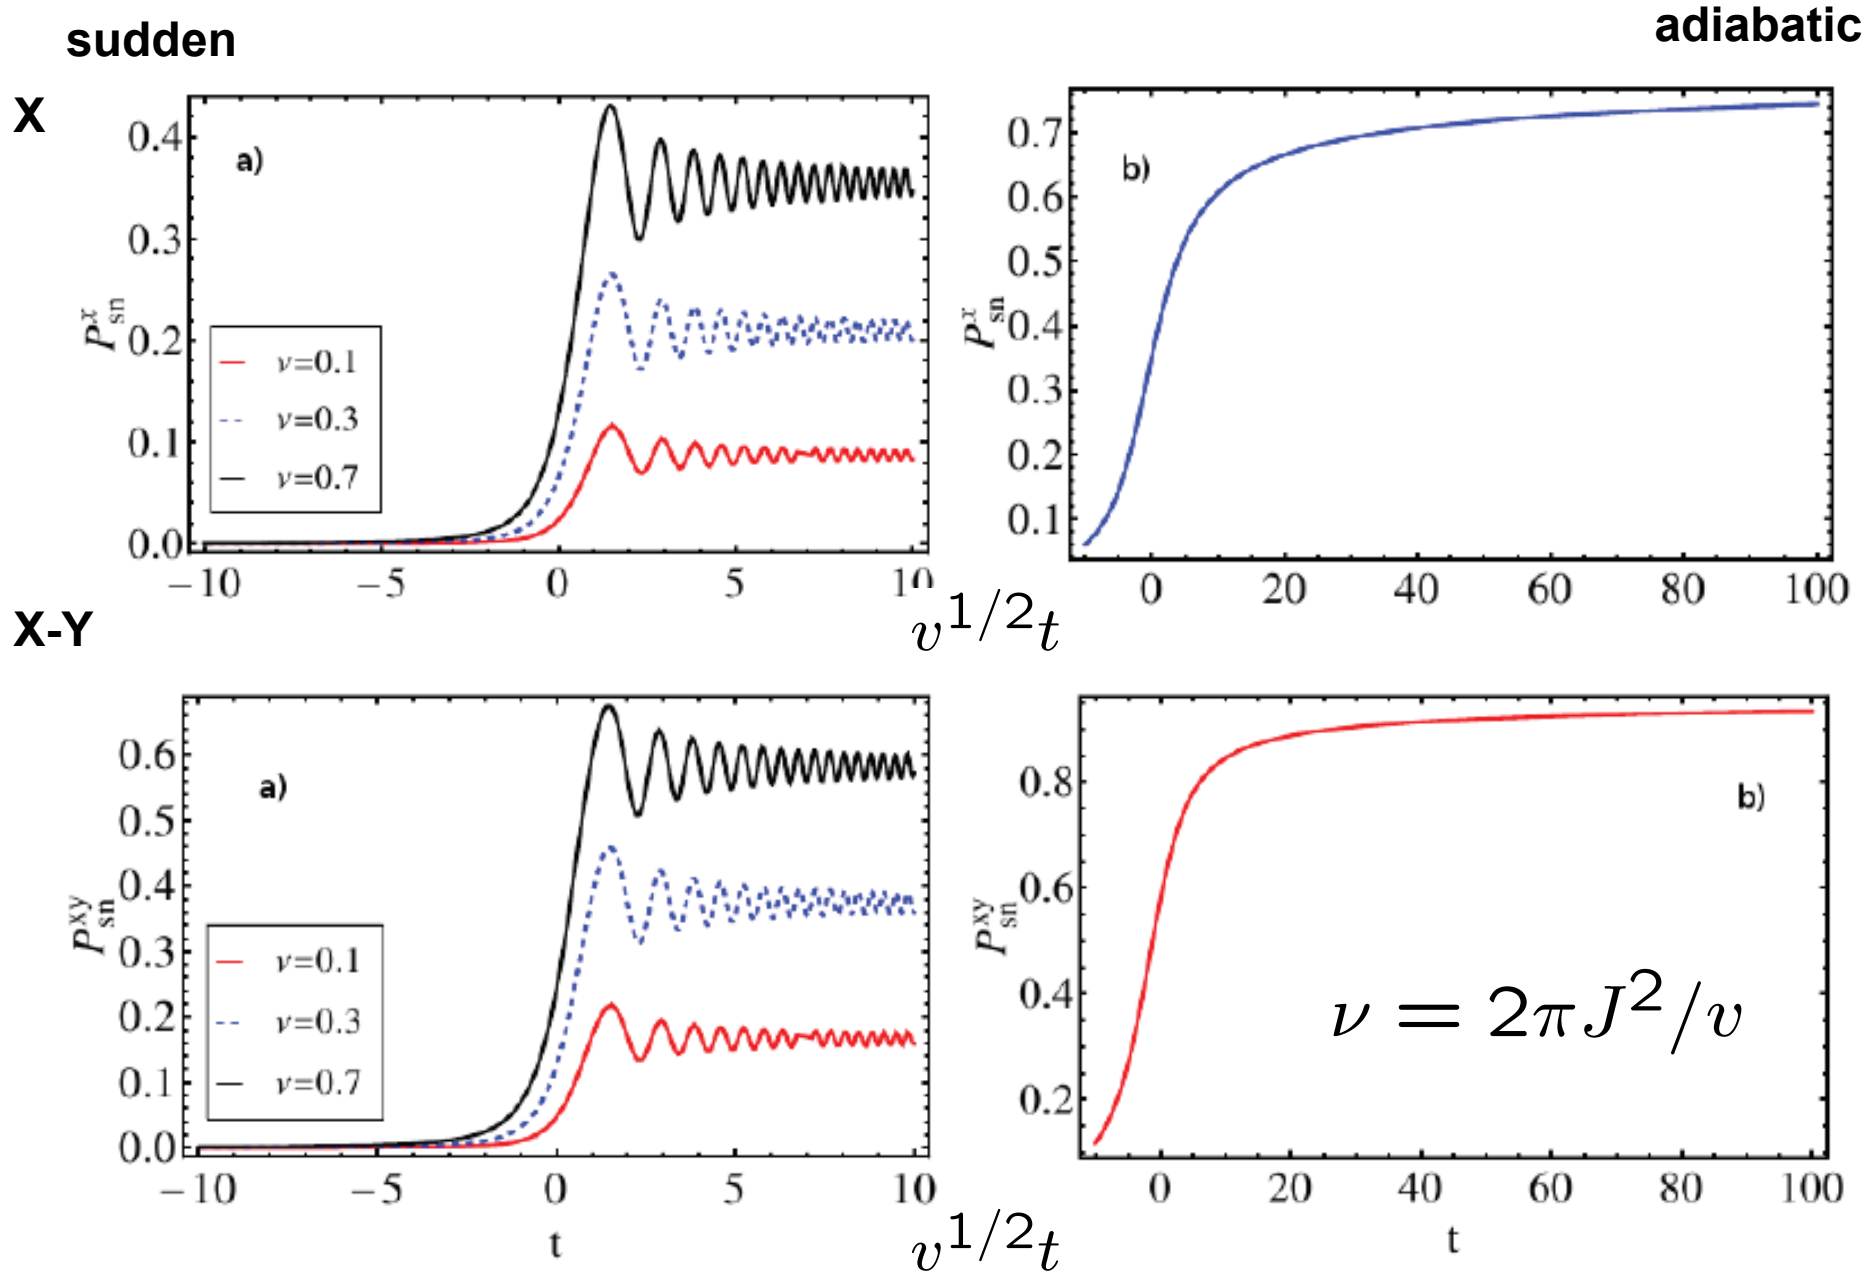 sudden
adiabatic
X
a)
P^x_sn
0.4
0.3
0.2
0.1
0.0
ν=0.1
ν=0.3
ν=0.7
−10 −5 0 5 10
v^1/2 t
b)
P^x_sn
0.7
0.6
0.5
0.4
0.3
0.2
0.1
0 20 40 60 80 100
X-Y
a)
P^xy_sn
0.6
0.5
0.4
0.3
0.2
0.1
0.0
ν=0.1
ν=0.3
ν=0.7
−10 −5 0 5 10
t
v^1/2 t
b)
P^xy_sn
0.8
0.6
0.4
0.2
ν = 2πJ²/v
0 20 40 60 80 100
t